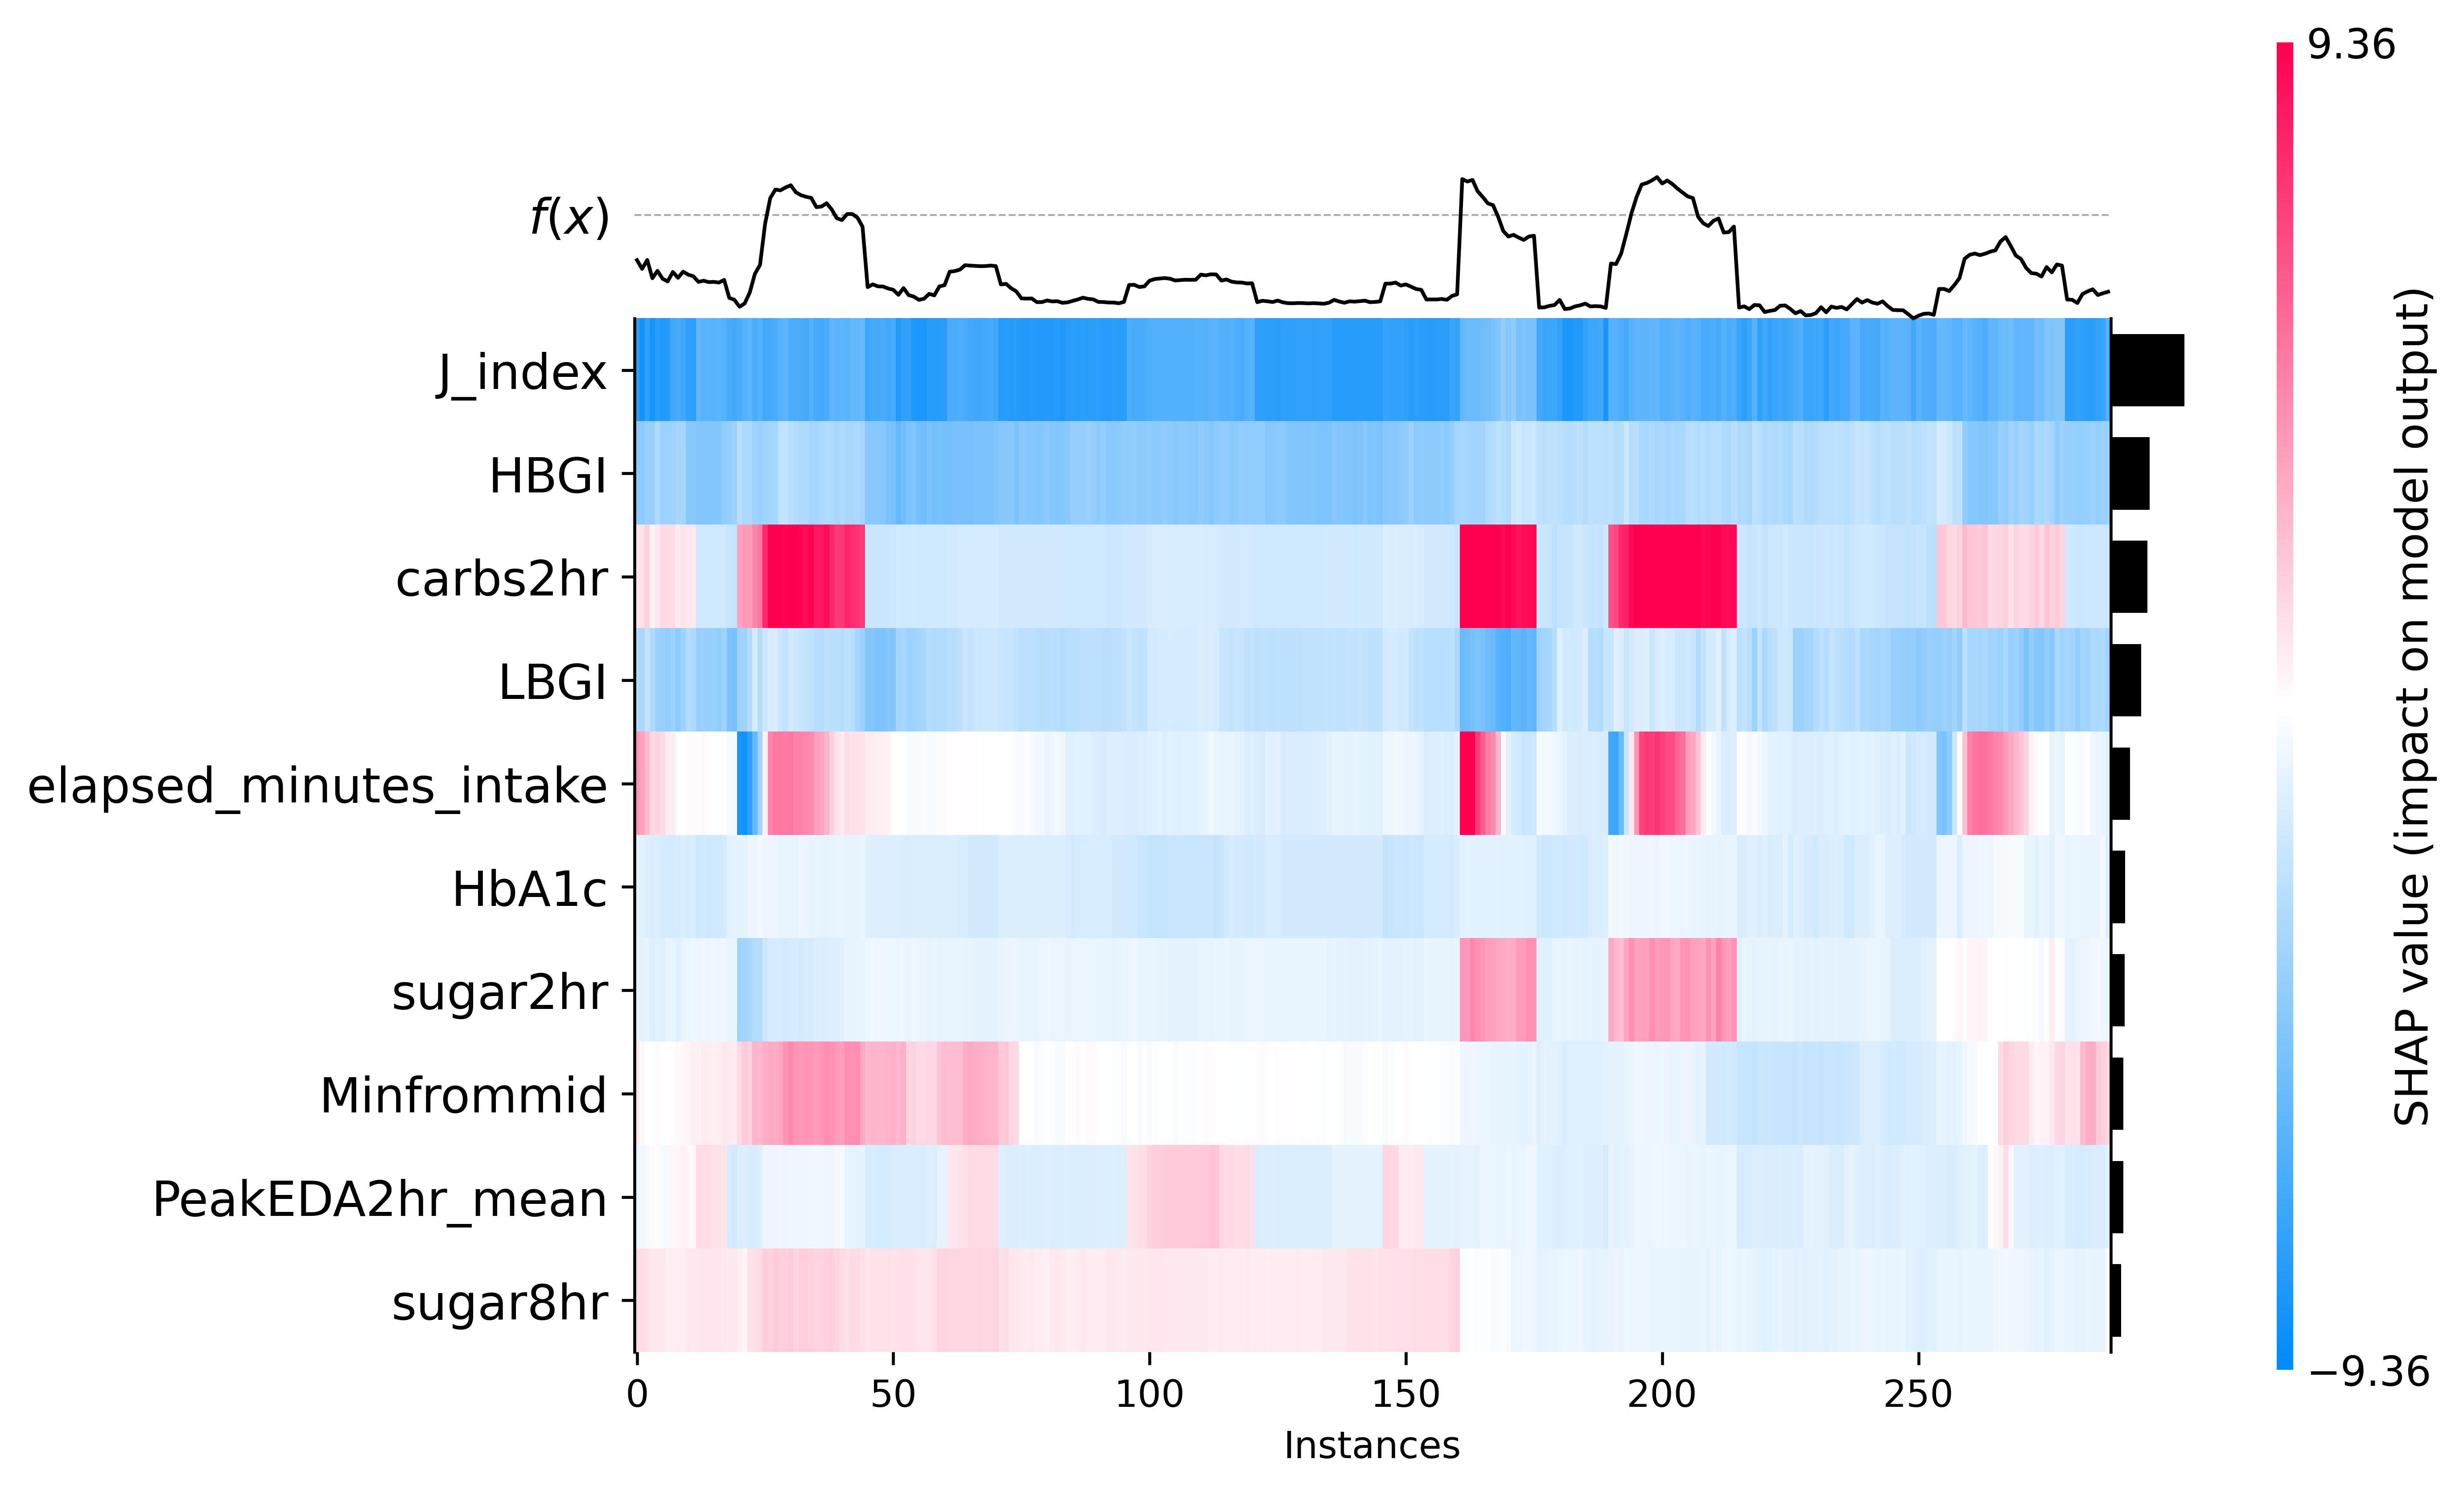 9.36
f(x)
J_index
HBGI
carbs2hr
LBGI
elapsed_minutes_intake
HbA1c
sugar2hr
Minfrommid
PeakEDA2hr_mean
sugar8hr
0 50 100 150 200 250
Instances
−9.36
SHAP value (impact on model output)